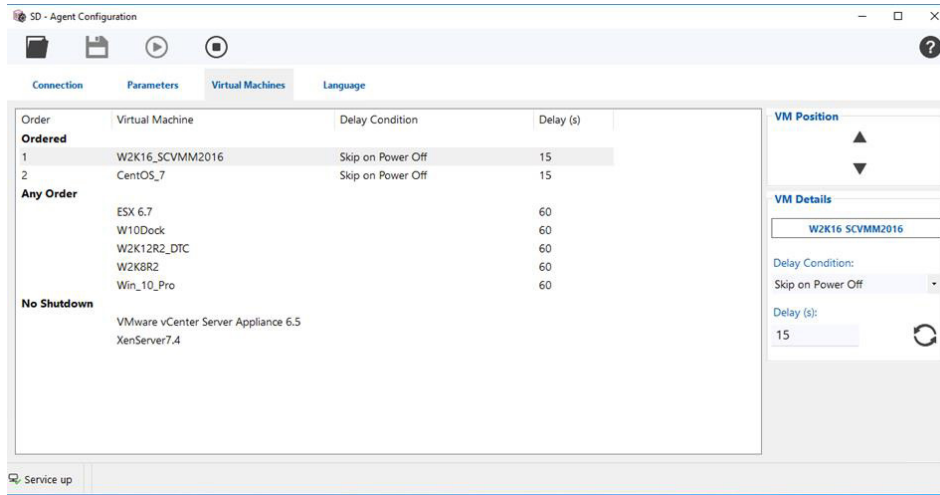 SD - Agent Configuration
Connection Parameters Virtual Machines Language
Order Virtual Machine Delay Condition Delay (s)
Ordered
1 W2K16_SCVMM2016 Skip on Power Off 15
2 CentOS_7 Skip on Power Off 15
Any Order
ESX 6.7 60
W10Dock 60
W2K12R2_DTC 60
W2K8R2 60
Win_10_Pro 60
No Shutdown
VMware vCenter Server Appliance 6.5
XenServer7.4
VM Position
VM Details
W2K16 SCVMM2016
Delay Condition:
Skip on Power Off
Delay (s):
15
Service up